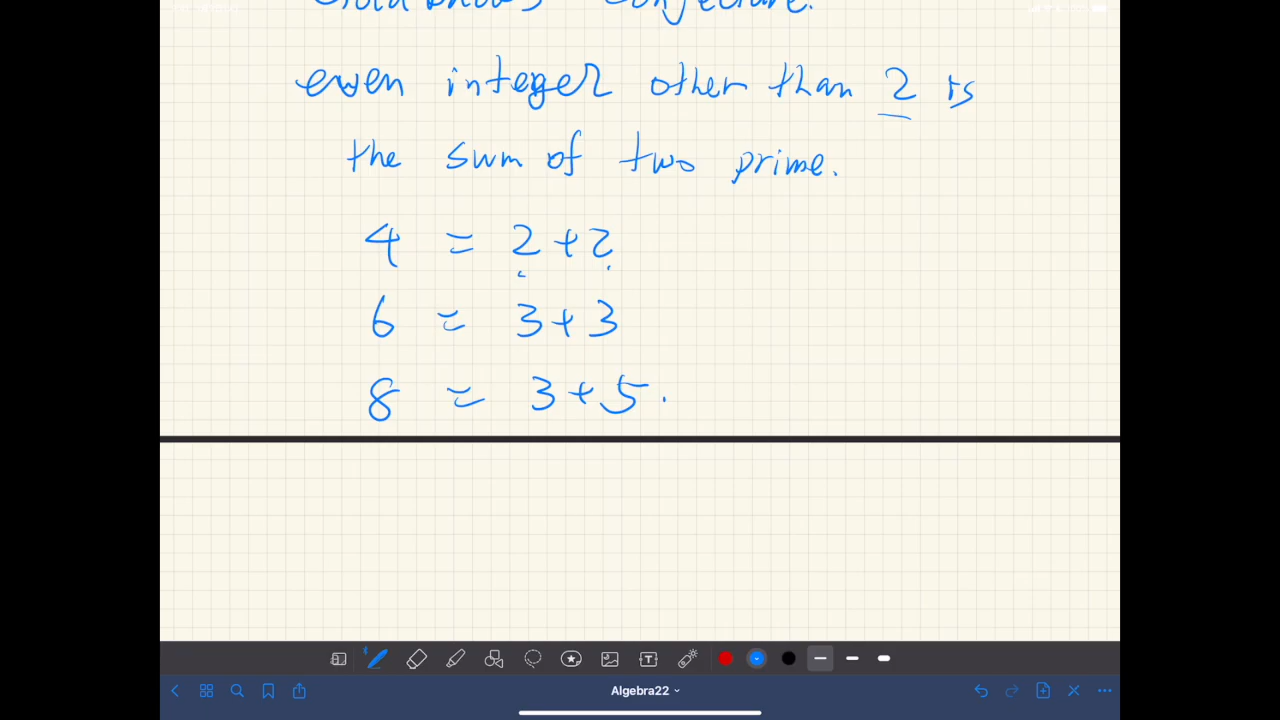 conjecture.
even integer other than 2 is
the sum of two prime.
4 = 2 + 2
6 = 3 + 3
8 = 3 + 5.
Algebra22